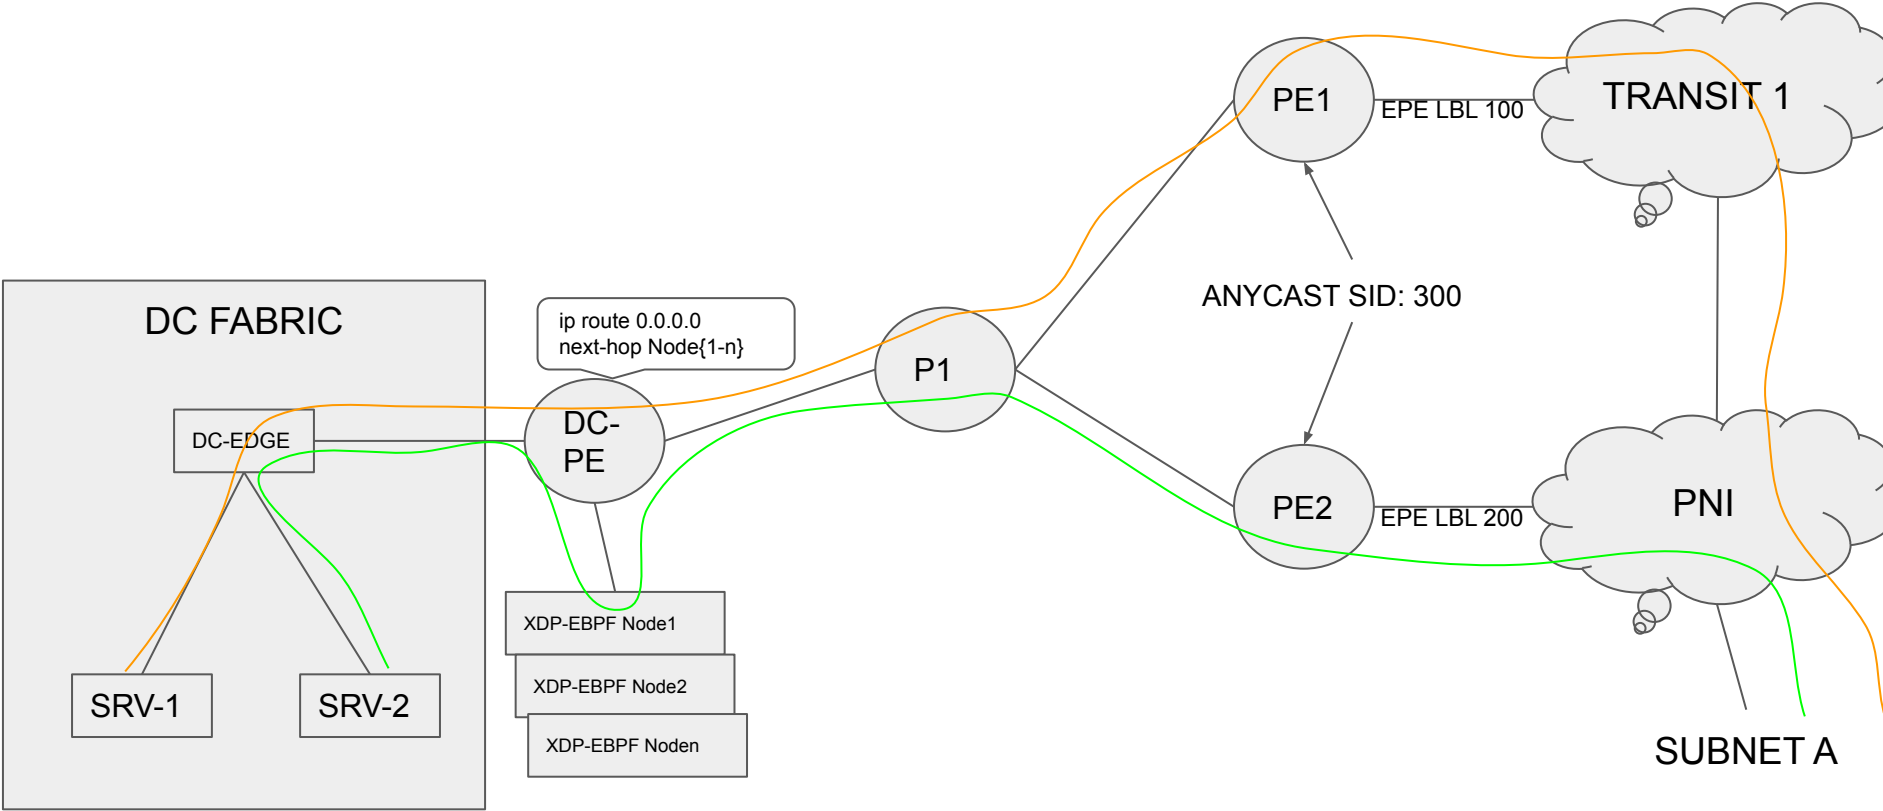 PE1
EPE LBL 100
TRANSIT 1
ANYCAST SID: 300
DC FABRIC
ip route 0.0.0.0
next-hop Node{1-n}
P1
DC-EDGE
DC-
PE
PE2
EPE LBL 200
PNI
XDP-EBPF Node1
XDP-EBPF Node2
XDP-EBPF Noden
SRV-1
SRV-2
SUBNET A